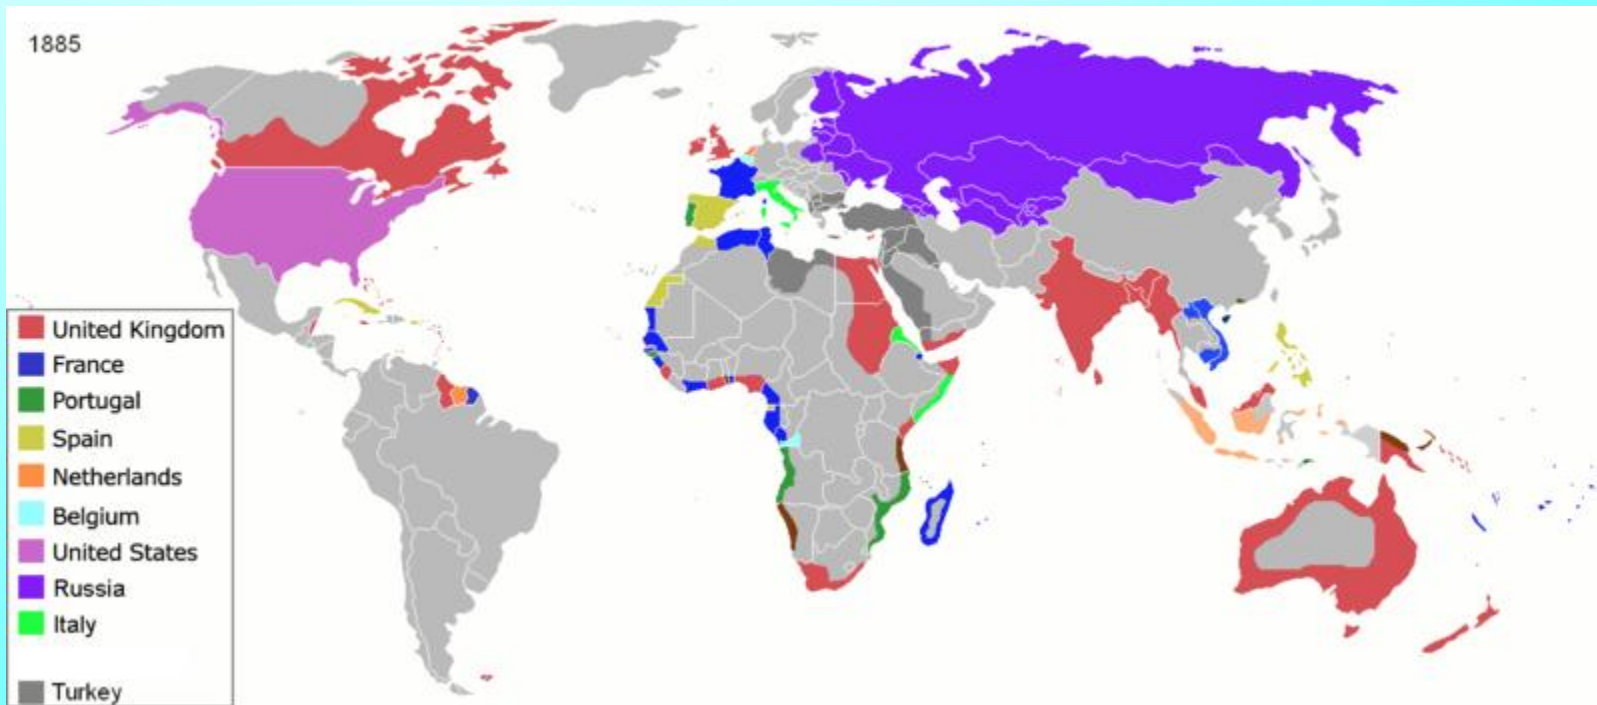 1885
United Kingdom
France
Portugal
Spain
Netherlands
Belgium
United States
Russia
Italy
Turkey